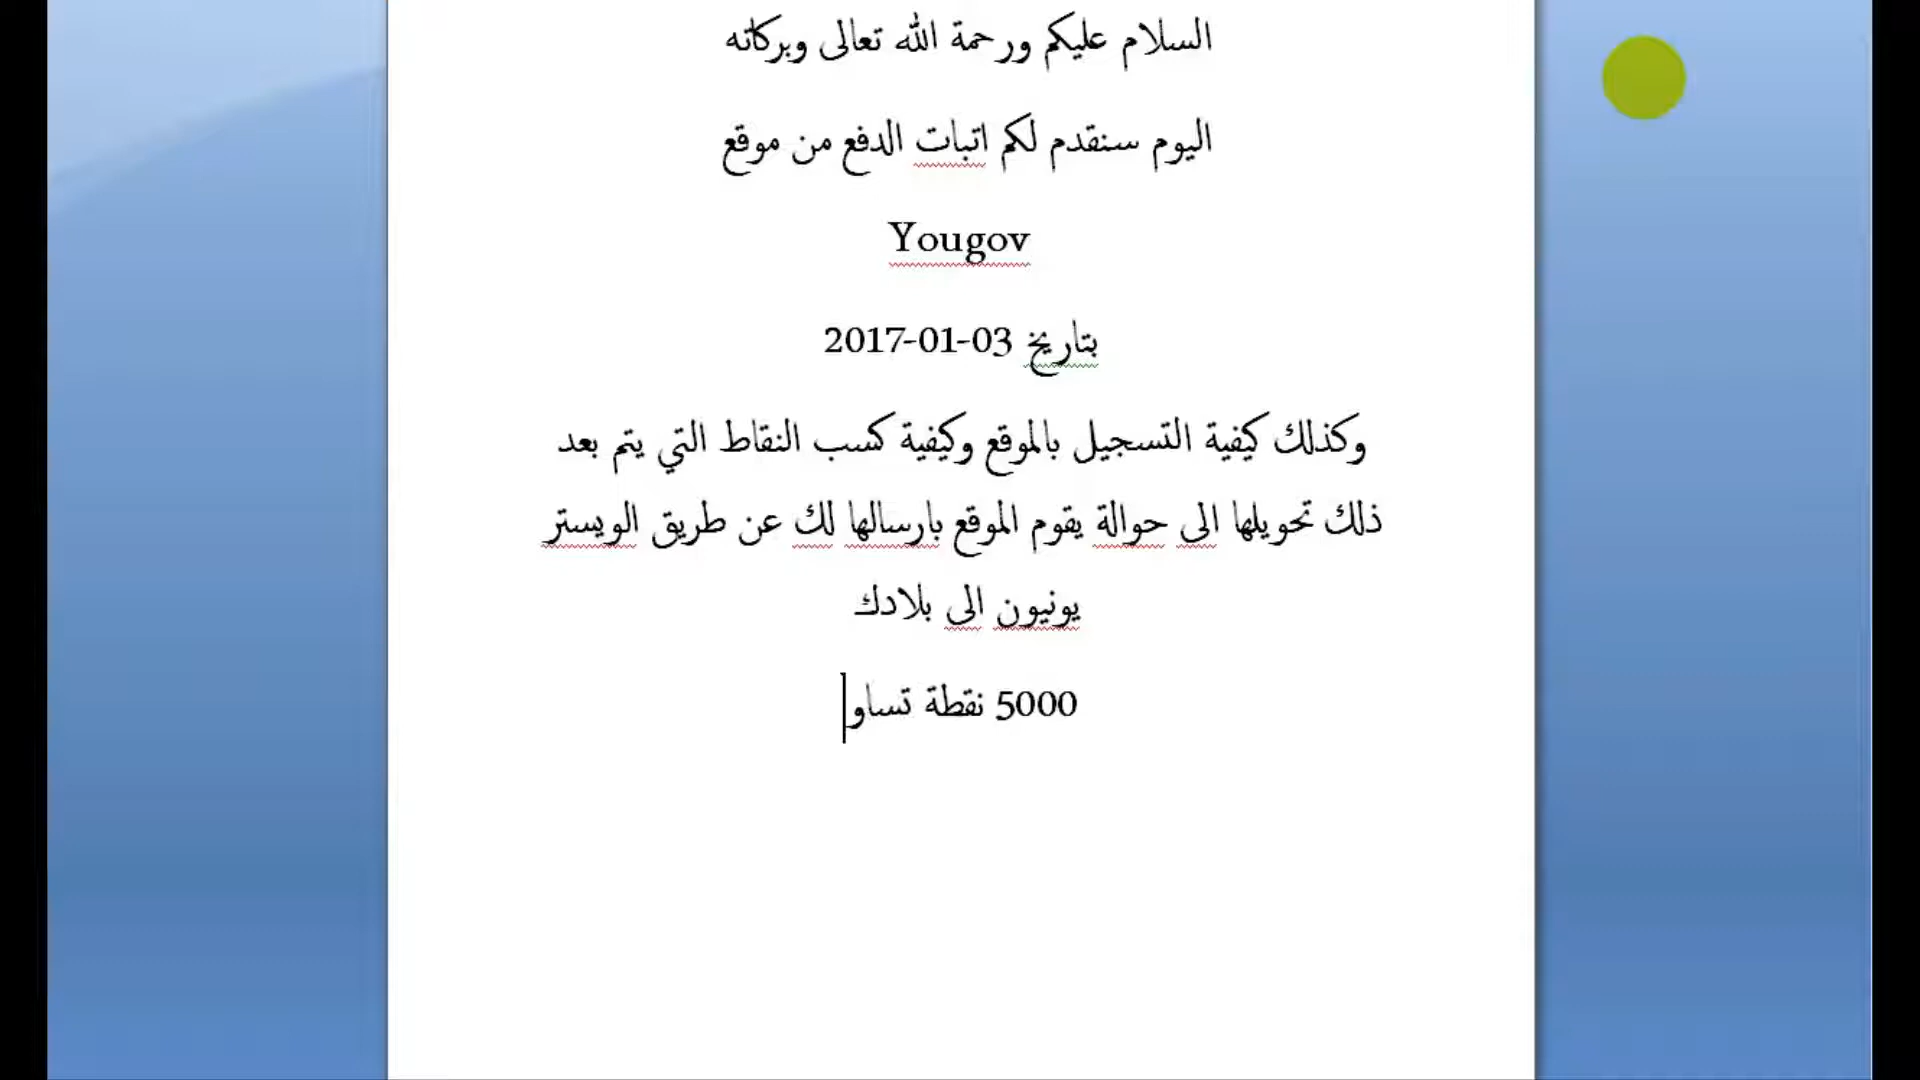 السلام عليكم ورحمة الله تعالى وبركاته
اليوم سنقدم لكم اتبات الدفع من موقع
Yougov
بتاريخ 03-01-2017
وكذلك كيفية التسجيل بالموقع وكيفية كسب النقاط التي يتم بعد
ذلك تحويلها الى حوالة يقوم الموقع بارسالها لك عن طريق الويستر
يونيون الى بلادك
5000 نقطة تساو